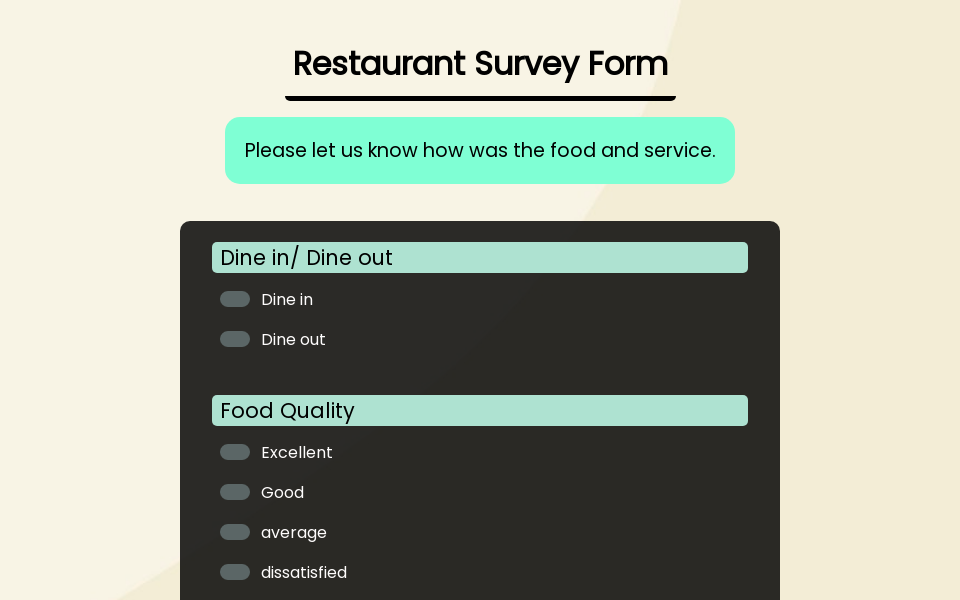 Restaurant Survey Form
Please let us know how was the food and service.
Dine in/ Dine out
Dine in
Dine out
Food Quality
Excellent
Good
average
dissatisfied